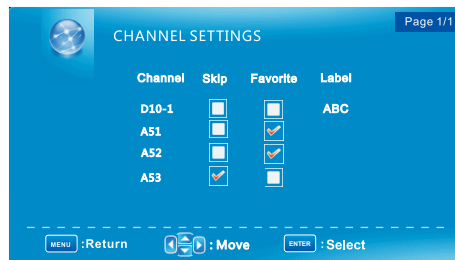 Page 1/1
CHANNEL SETTINGS
Channel Skip Favorite Label
D10-1 ABC
A51
A52
A53
MENU :Return : Move ENTER : Select